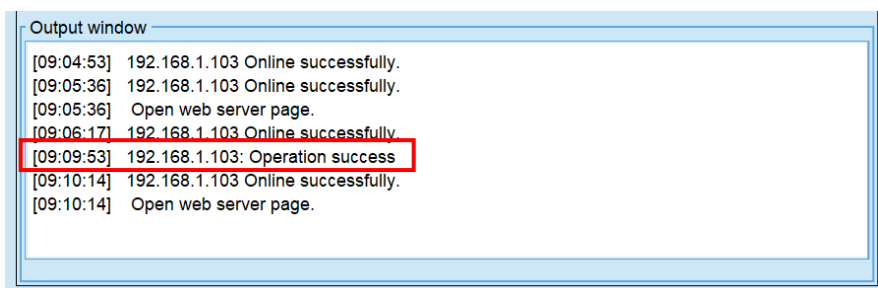 Output window
[09:04:53] 192.168.1.103 Online successfully.
[09:05:36] 192.168.1.103 Online successfully.
[09:05:36] Open web server page.
[09:06:17] 192.168.1.103 Online successfully.
[09:09:53] 192.168.1.103: Operation success
[09:10:14] 192.168.1.103 Online successfully.
[09:10:14] Open web server page.